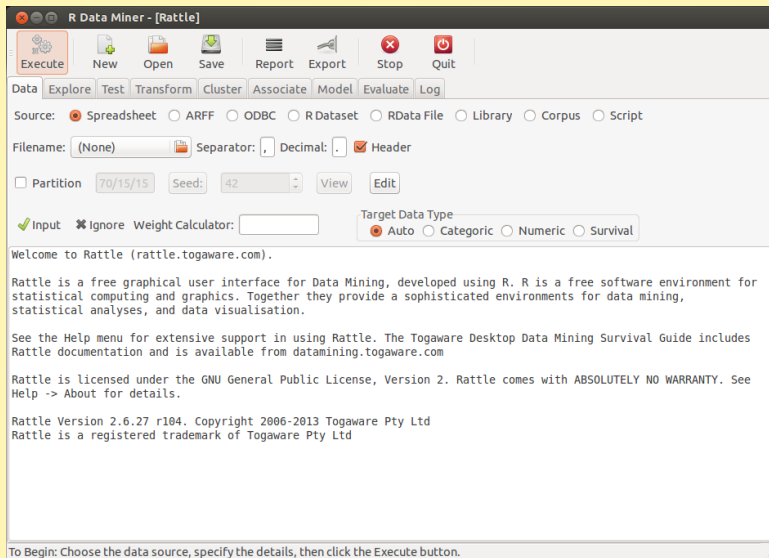 R Data Miner - [Rattle]
Execute New Open Save Report Export Stop Quit
Data Explore Test Transform Cluster Associate Model Evaluate Log
Source: Spreadsheet ARFF ODBC R Dataset RData File Library Corpus Script
Filename: (None) Separator: , Decimal: . Header
Partition 70/15/15 Seed: 42 View Edit
Target Data Type
Input Ignore Weight Calculator: Auto Categoric Numeric Survival
Welcome to Rattle (rattle.togaware.com).
Rattle is a free graphical user interface for Data Mining, developed using R. R is a free software environment for
statistical computing and graphics. Together they provide a sophisticated environments for data mining,
statistical analyses, and data visualisation.
See the Help menu for extensive support in using Rattle. The Togaware Desktop Data Mining Survival Guide includes
Rattle documentation and is available from datamining.togaware.com
Rattle is licensed under the GNU General Public License, Version 2. Rattle comes with ABSOLUTELY NO WARRANTY. See
Help -> About for details.
Rattle Version 2.6.27 r104. Copyright 2006-2013 Togaware Pty Ltd
Rattle is a registered trademark of Togaware Pty Ltd
To Begin: Choose the data source, specify the details, then click the Execute button.